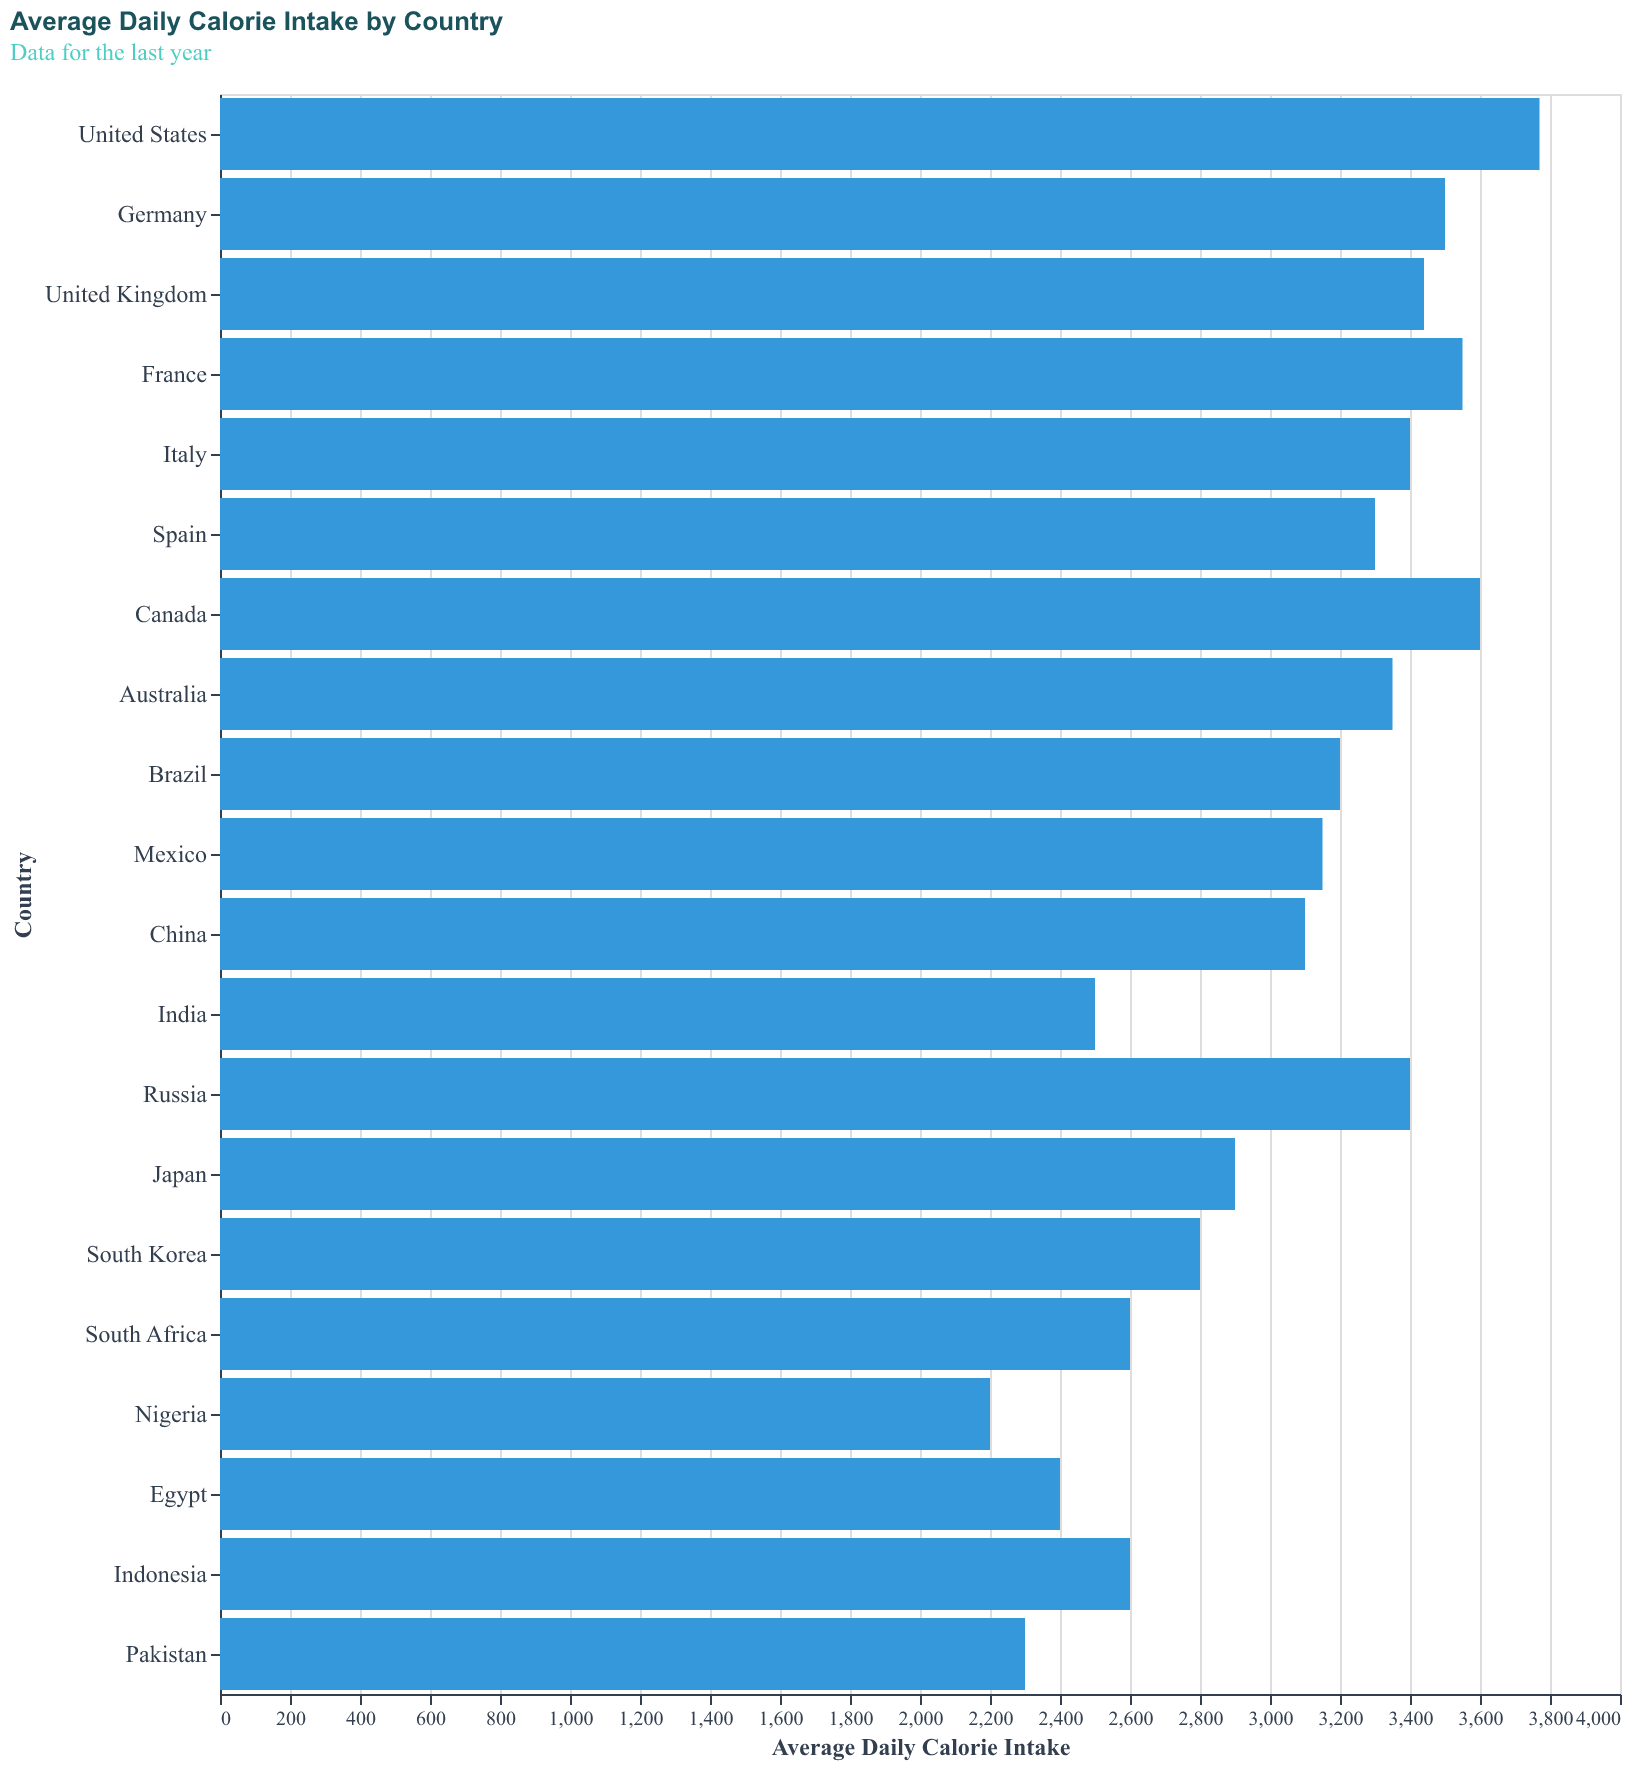 Average Daily Calorie Intake by Country
Data for the last year
Country
United States
Germany
United Kingdom
France
Italy
Spain
Canada
Australia
Brazil
Mexico
China
India
Russia
Japan
South Korea
South Africa
Nigeria
Egypt
Indonesia
Pakistan
0 200 400 600 800 1,000 1,200 1,400 1,600 1,800 2,000 2,200 2,400 2,600 2,800 3,000 3,200 3,400 3,600 3,800 4,000
Average Daily Calorie Intake